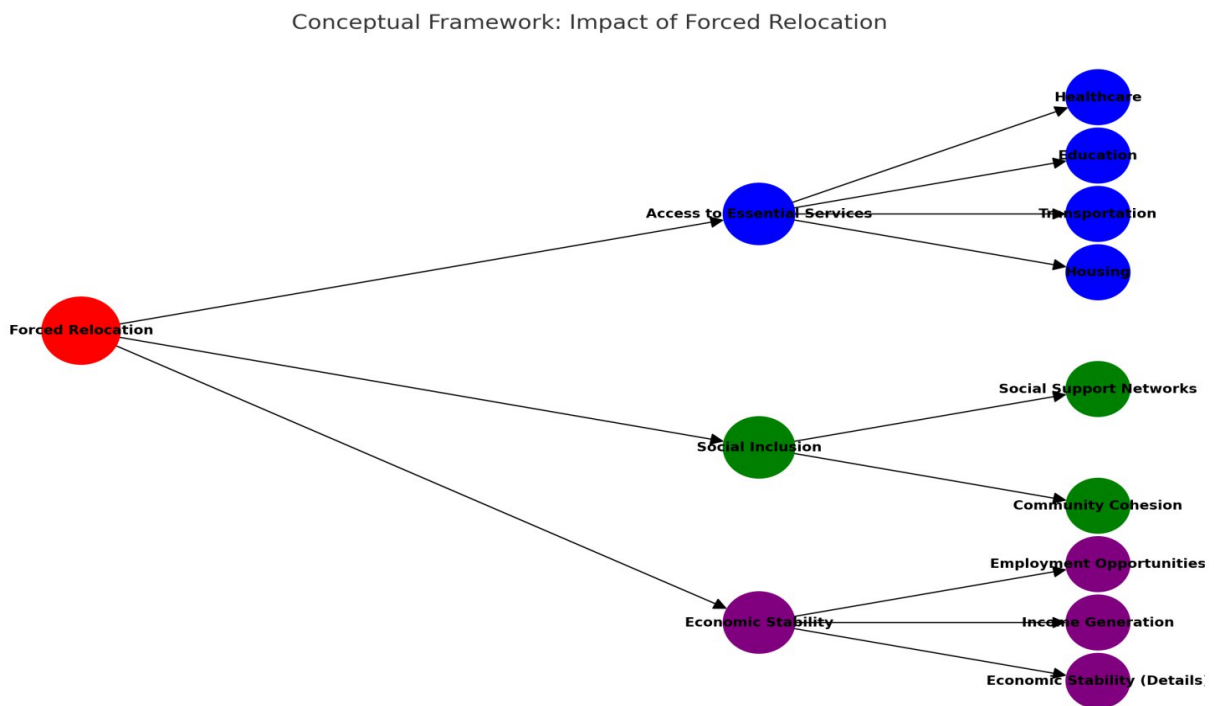 Conceptual Framework: Impact of Forced Relocation
Healthcare
Education
Access to Essential Services
Transportation
Housing
Forced Relocation
Social Support Networks
Social Inclusion
Community Cohesion
Employment Opportunities
Economic Stability
Income Generation
Economic Stability (Details)